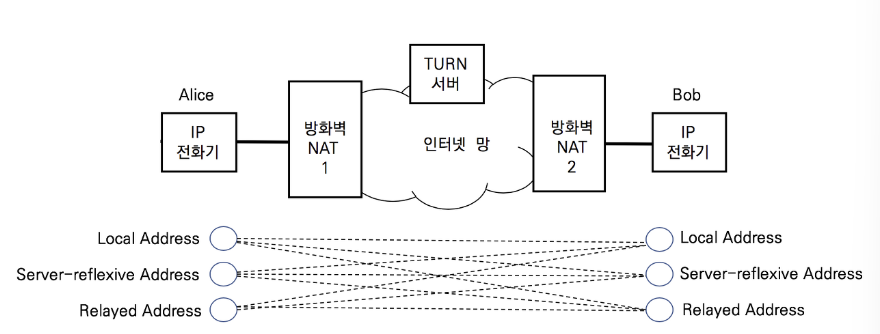 TURN
서버
Alice
Bob
IP
전화기
방화벽
NAT
1
인터넷 망
방화벽
NAT
2
IP
전화기
Local Address
Local Address
Server-reflexive Address
Server-reflexive Address
Relayed Address
Relayed Address